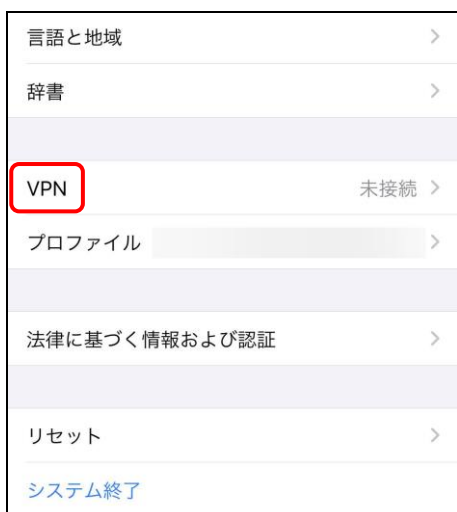 言語と地域
辞書
VPN 未接続
プロファイル
法律に基づく情報および認証
リセット
システム終了